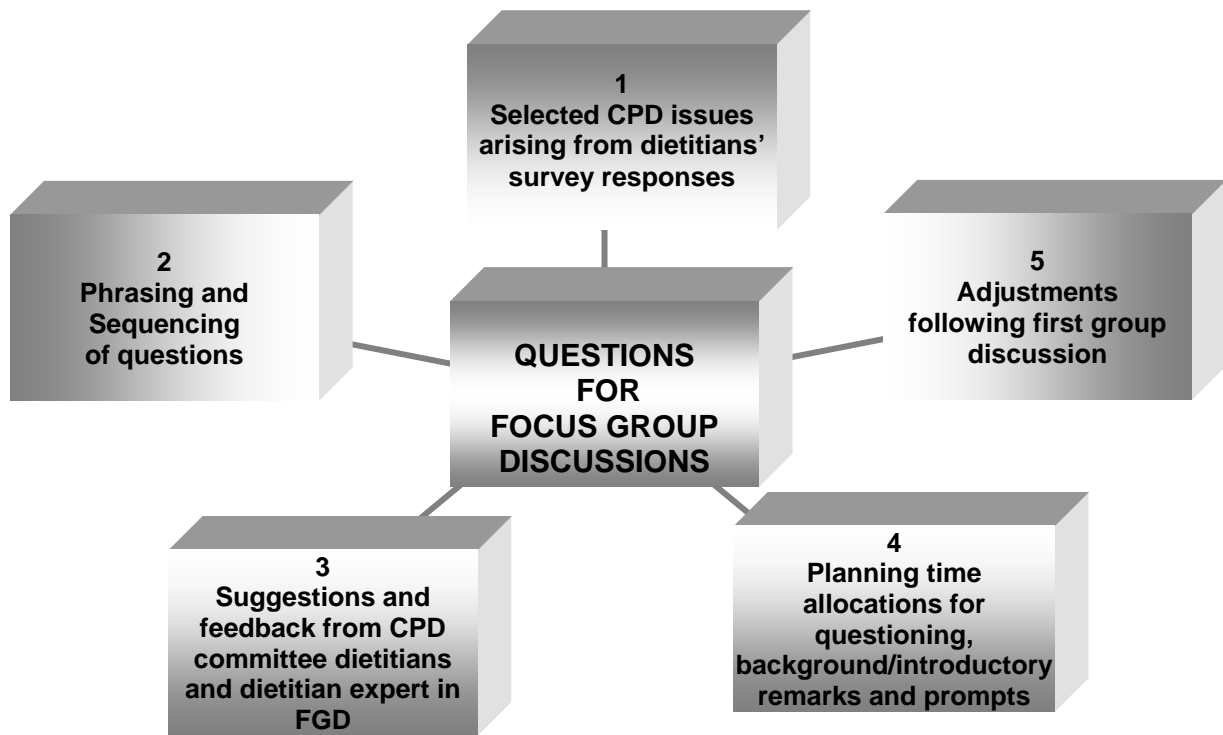 1
Selected CPD issues
arising from dietitians’
survey responses
2
Phrasing and
Sequencing
of questions
5
Adjustments
following first group
discussion
QUESTIONS
FOR
FOCUS GROUP
DISCUSSIONS
3
Suggestions and
feedback from CPD
committee dietitians
and dietitian expert in
FGD
4
Planning time
allocations for
questioning,
background/introductory
remarks and prompts